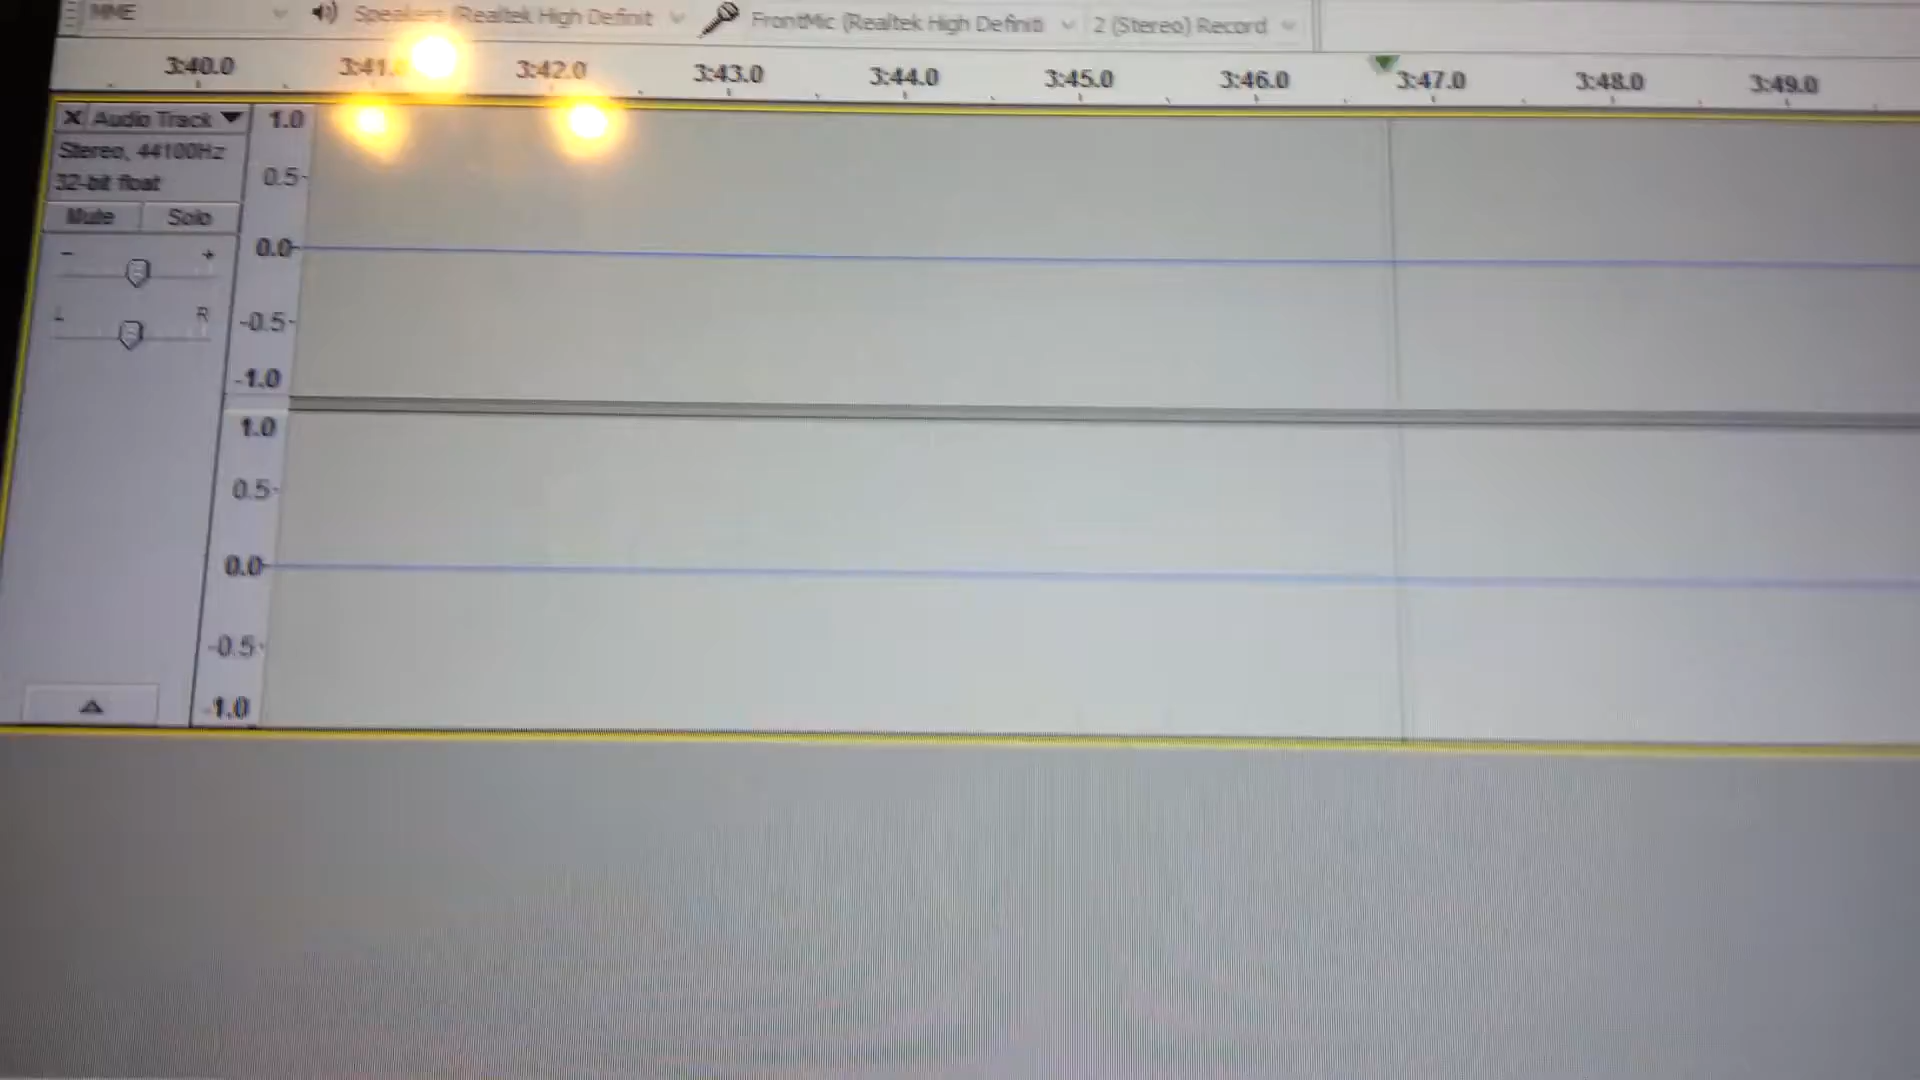 MME Speakers (Realtek High Definit FrontMic (Realtek High Definiti 2 (Stereo) Record
3:40.0 3:41. 3:42.0 3:43.0 3:44.0 3:45.0 3:46.0 3:47.0 3:48.0 3:49.0
X Audio Track 1.0
Stereo, 44100Hz
32-bit float 0.5
Mute Solo
0.0
- +
L R -0.5
-1.0
1.0
0.5
0.0
-0.5
-1.0